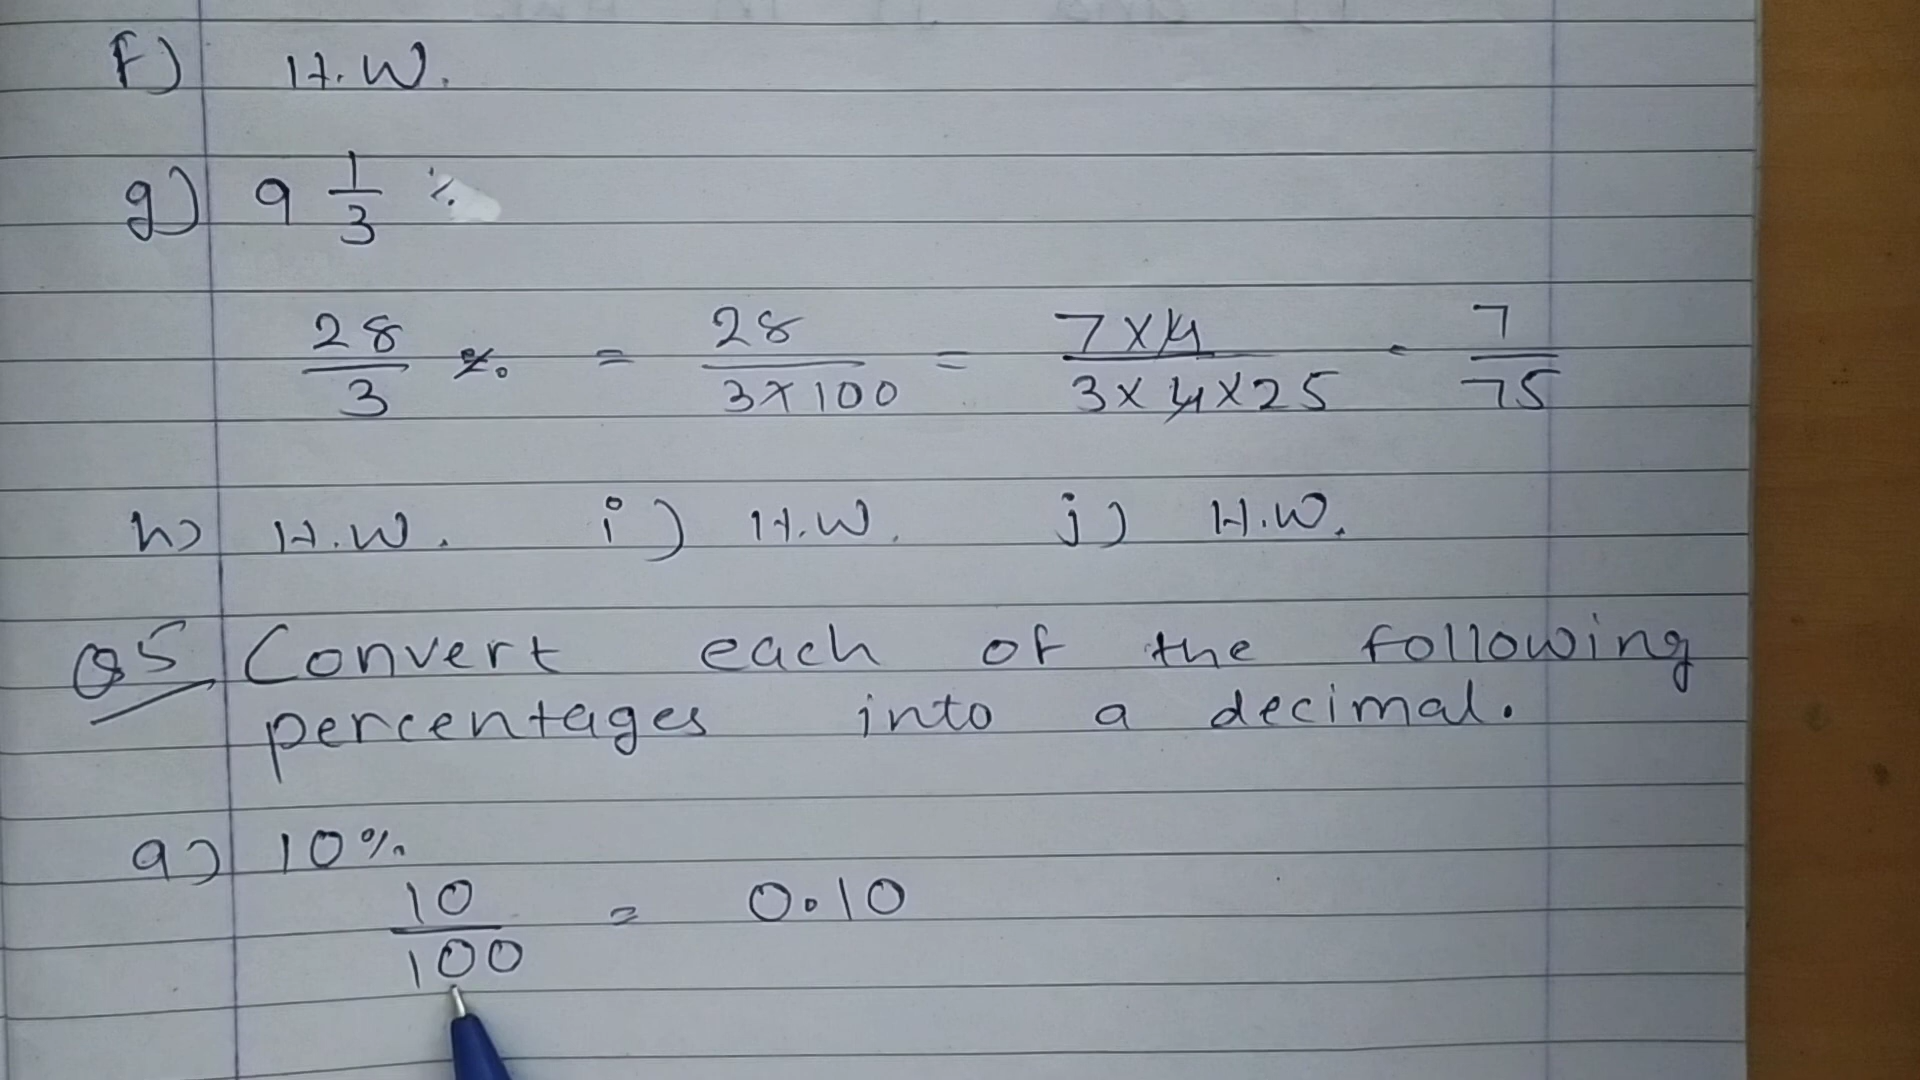 f) H.W.
g) 9 1/3 %
28/3 % = 28/(3×100) = (7×4)/(3×4×25) = 7/75
h) H.W. i) H.W. j) H.W.
Q5 Convert each of the following
percentages into a decimal.
a) 10%
10/100 = 0.10